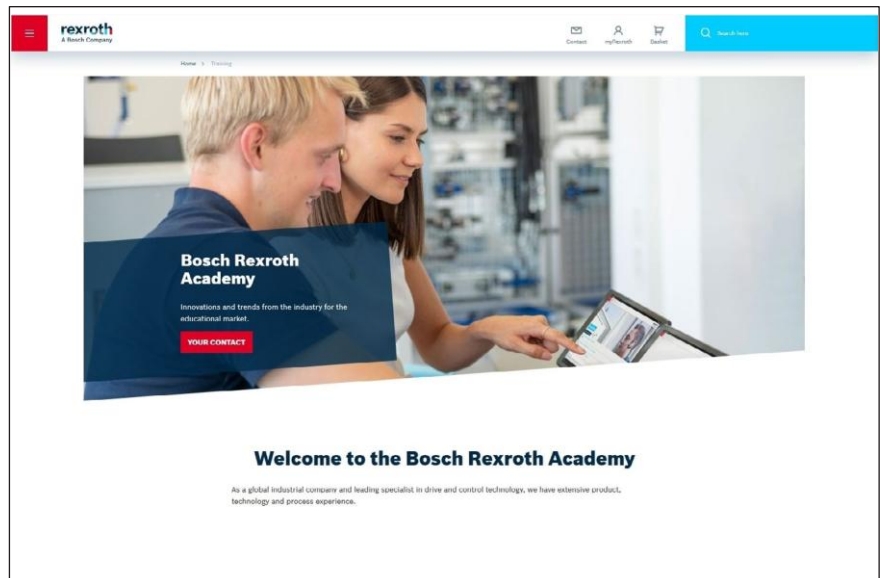 rexroth
A Bosch Company
Contact
myRexroth
Basket
Search here
Home > Training
Bosch Rexroth
Academy
Innovations and trends from the industry for the
educational market.
YOUR CONTACT
Welcome to the Bosch Rexroth Academy
As a global industrial company and leading specialist in drive and control technology, we have extensive product,
technology and process experience.